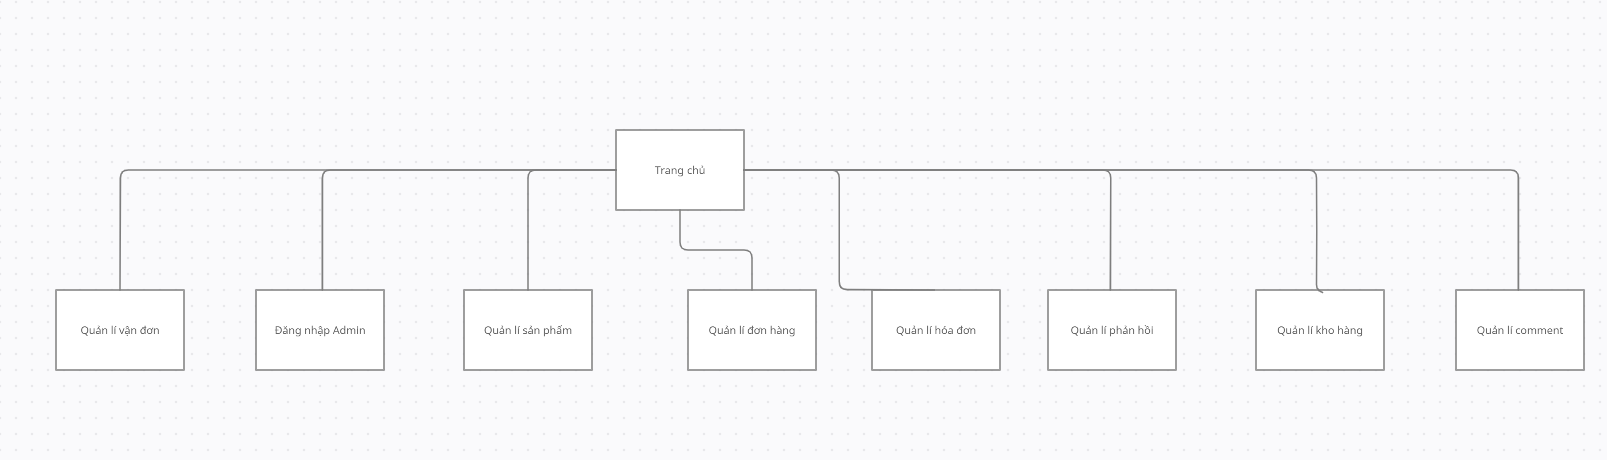 Trang chủ
Quản lí vận đơn
Đăng nhập Admin
Quản lí sản phẩm
Quản lí đơn hàng
Quản lí hóa đơn
Quản lí phản hồi
Quản lí kho hàng
Quản lí comment